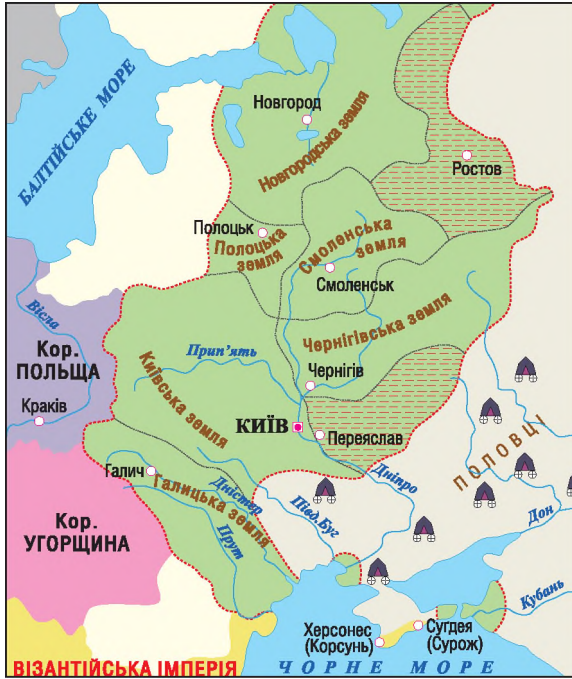 БАЛТІЙСЬКЕ МОРЕ
Новгород
Новгородська земля
Ростов
Полоцьк
Полоцька
земля
Смоленська
земля
Смоленськ
Чернігівська земля
Вісла
Кор.
ПОЛЬЩА
Краків
Прип’ять
Чернігів
Київська земля
КИЇВ
Переяслав
Дніпро
ПОЛОВЦІ
Галич
Галицька земля
Дністер
Прут
Півд.Буг
Дон
Кор.
УГОРЩИНА
Кубань
Херсонес
(Корсунь)
Сугдея
(Сурож)
ВІЗАНТІЙСЬКА ІМПЕРІЯ
ЧОРНЕ МОРЕ